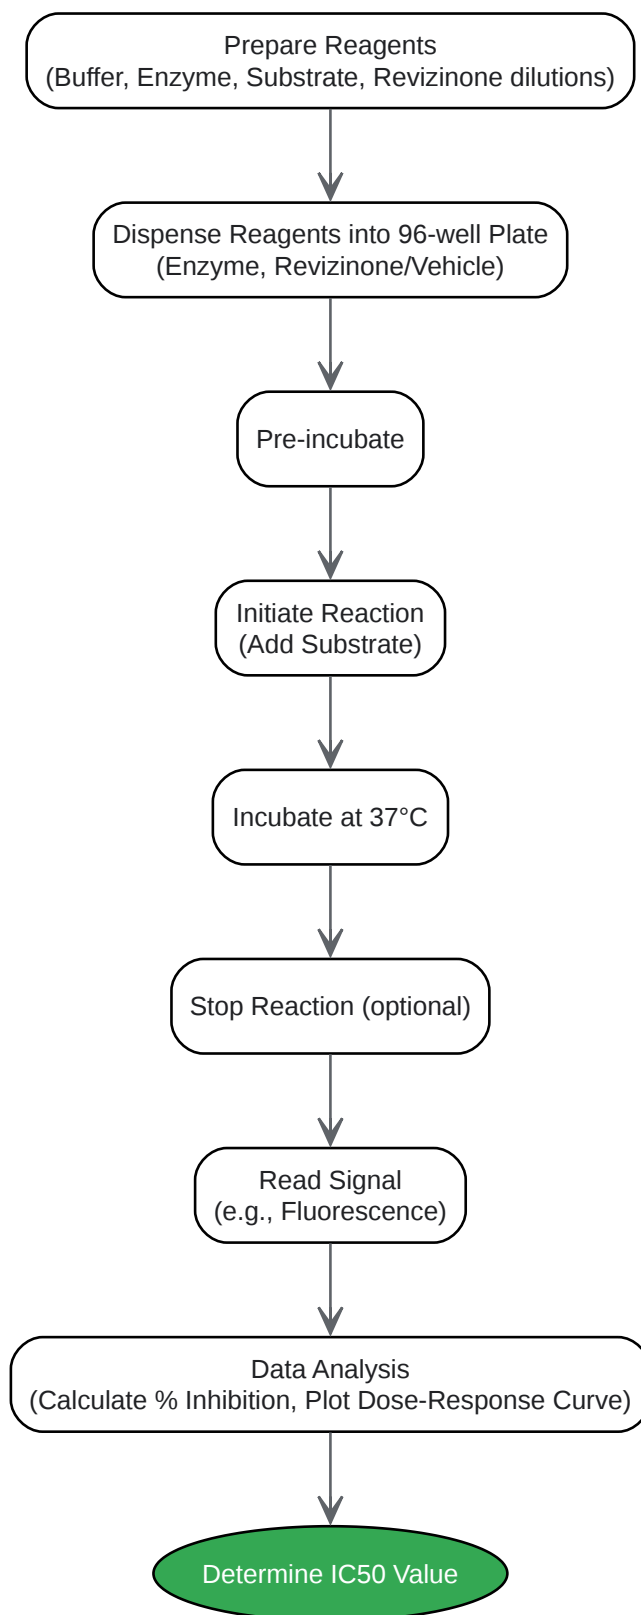 Prepare Reagents
(Buffer, Enzyme, Substrate, Revizinone dilutions)
Dispense Reagents into 96-well Plate
(Enzyme, Revizinone/Vehicle)
Pre-incubate
Initiate Reaction
(Add Substrate)
Incubate at 37°C
Stop Reaction (optional)
Read Signal
(e.g., Fluorescence)
Data Analysis
(Calculate % Inhibition, Plot Dose-Response Curve)
Determine IC50 Value